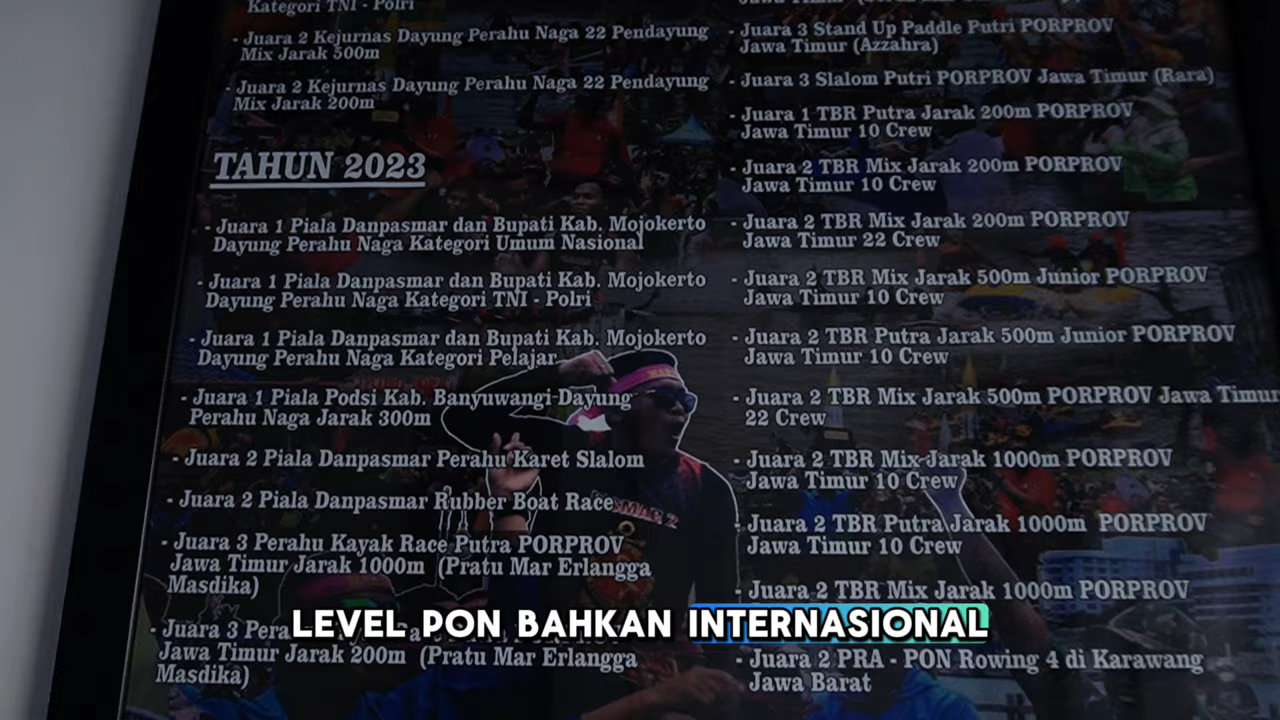 Kategori TNI - Polri
- Juara 2 Kejurnas Dayung Perahu Naga 22 Pendayung
Mix Jarak 500m
- Juara 2 Kejurnas Dayung Perahu Naga 22 Pendayung
Mix Jarak 200m
TAHUN 2023
- Juara 1 Piala Danpasmar dan Bupati Kab. Mojokerto
Dayung Perahu Naga Kategori Umum Nasional
- Juara 1 Piala Danpasmar dan Bupati Kab. Mojokerto
Dayung Perahu Naga Kategori TNI - Polri
- Juara 1 Piala Danpasmar dan Bupati Kab. Mojokerto
Dayung Perahu Naga Kategori Pelajar
- Juara 1 Piala Podsi Kab. Banyuwangi Dayung
Perahu Naga Jarak 300m
- Juara 2 Piala Danpasmar Perahu Karet Slalom
- Juara 2 Piala Danpasmar Rubber Boat Race
- Juara 3 Perahu Kayak Race Putra PORPROV
Jawa Timur Jarak 1000m (Pratu Mar Erlangga
Masdika)
- Juara 3
Jawa Timur Jarak 200m (Pratu Mar Erlangga
Masdika)
- Juara 3 Stand Up Paddle Putri PORPROV
Jawa Timur (Azzahra)
- Juara 3 Slalom Putri PORPROV Jawa Timur (Rara)
- Juara 1 TBR Putra Jarak 200m PORPROV
Jawa Timur 10 Crew
- Juara 2 TBR Mix Jarak 200m PORPROV
Jawa Timur 10 Crew
- Juara 2 TBR Mix Jarak 200m PORPROV
Jawa Timur 22 Crew
- Juara 2 TBR Mix Jarak 500m Junior PORPROV
Jawa Timur 10 Crew
- Juara 2 TBR Putra Jarak 500m Junior PORPROV
Jawa Timur 10 Crew
- Juara 2 TBR Mix Jarak 500m PORPROV Jawa Timur
22 Crew
- Juara 2 TBR Mix Jarak 1000m PORPROV
Jawa Timur 10 Crew
- Juara 2 TBR Putra Jarak 1000m PORPROV
Jawa Timur 10 Crew
- Juara 2 TBR Mix Jarak 1000m PORPROV
- Juara 2 PRA - PON Rowing 4 di Karawang
Jawa Barat
LEVEL PON BAHKAN INTERNASIONAL